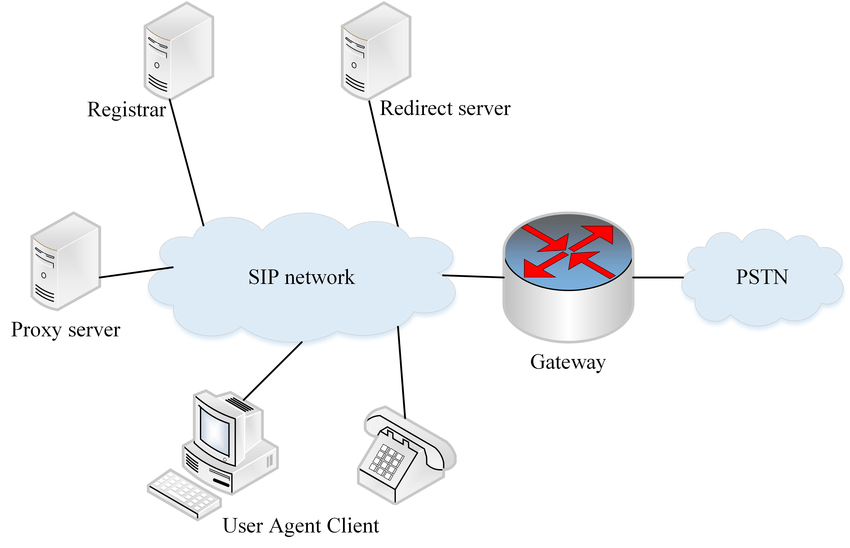 Registrar
Redirect server
SIP network
PSTN
Proxy server
Gateway
User Agent Client